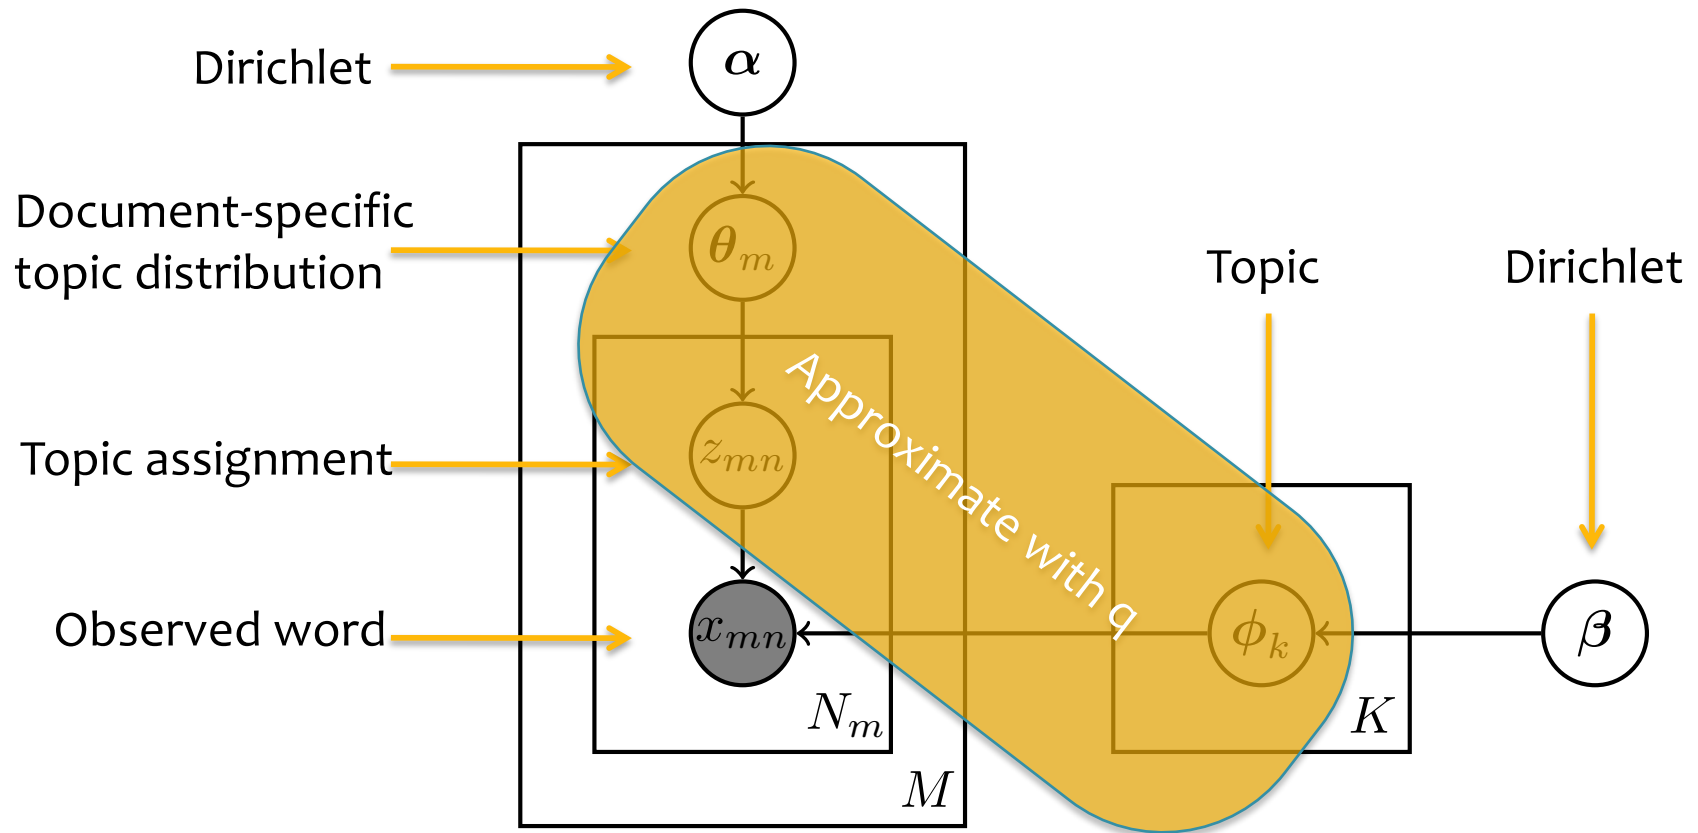 Dirichlet
α
Document-specific
topic distribution
θₘ
Topic
Dirichlet
Approximate with q
Topic assignment
zₘₙ
Observed word
xₘₙ
ϕₖ
β
Nₘ
K
M